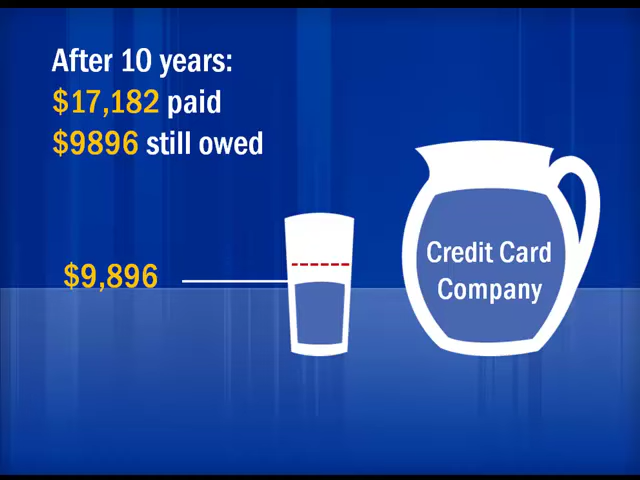 After 10 years:
$17,182 paid
$9896 still owed
$9,896
Credit Card
Company